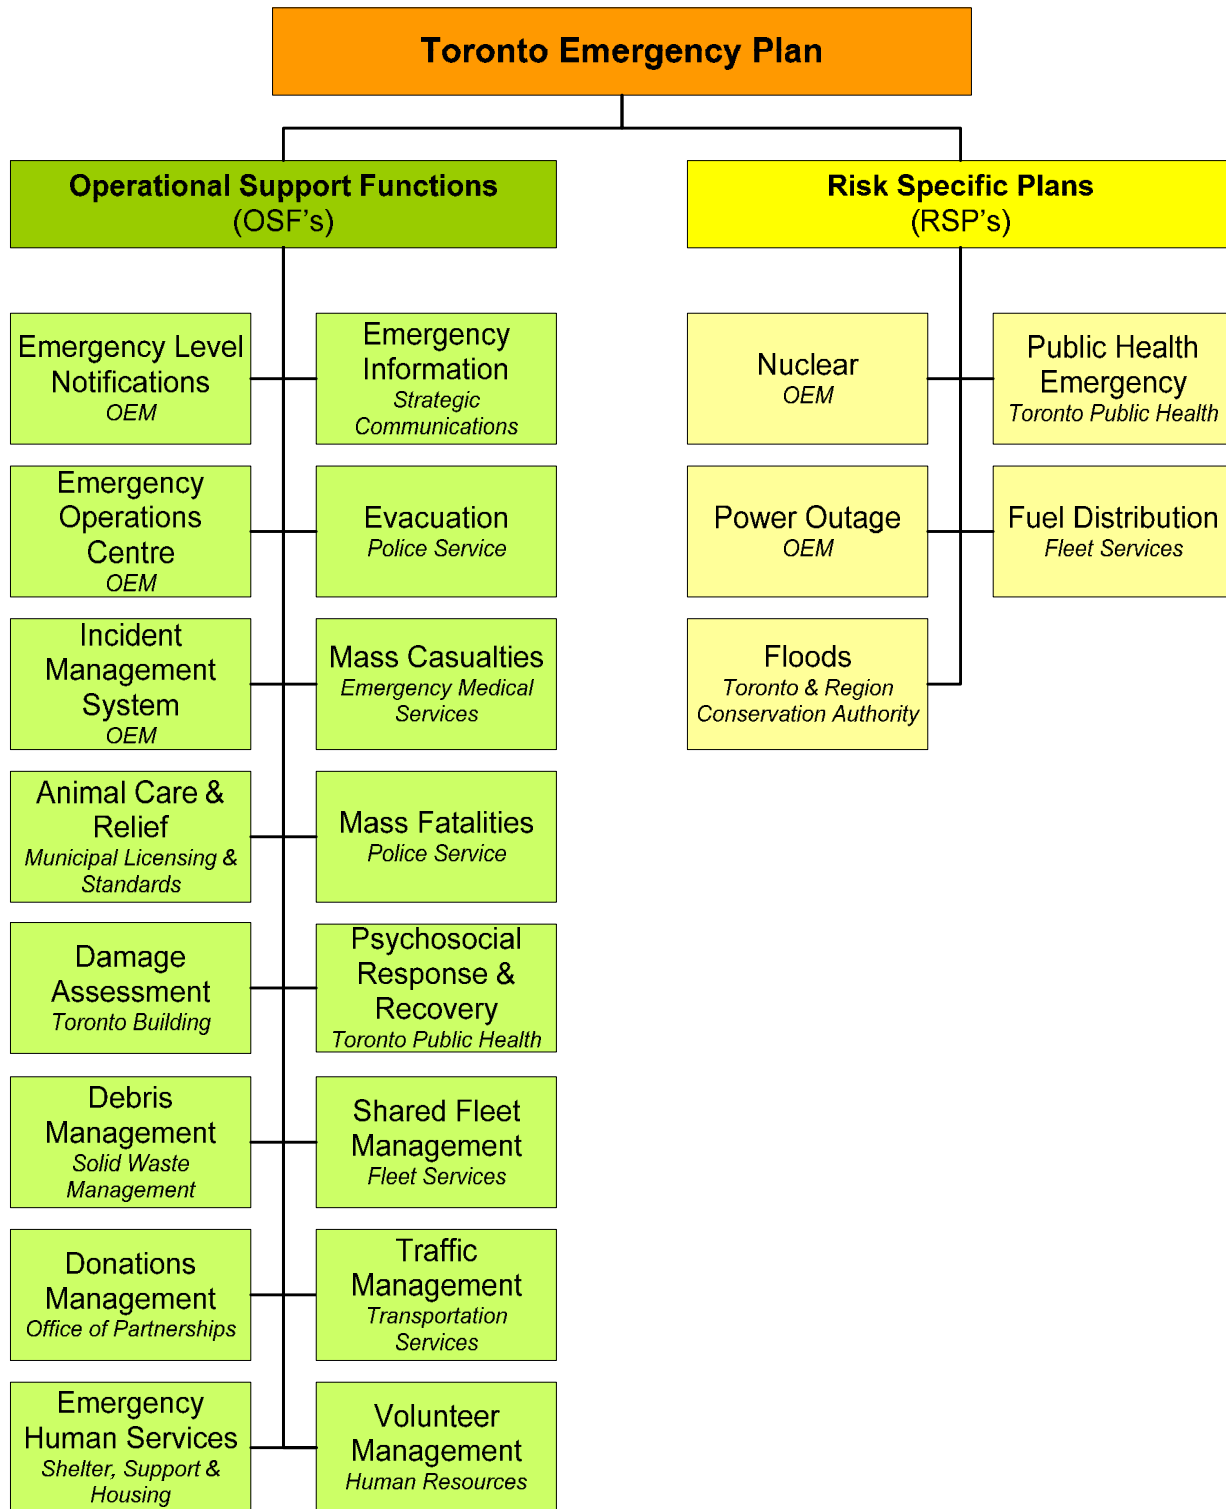 Toronto Emergency Plan
Operational Support Functions
(OSF's)
Risk Specific Plans
(RSP's)
Emergency Level
Notifications
OEM
Emergency
Information
Strategic
Communications
Nuclear
OEM
Public Health
Emergency
Toronto Public Health
Emergency
Operations
Centre
OEM
Evacuation
Police Service
Power Outage
OEM
Fuel Distribution
Fleet Services
Incident
Management
System
OEM
Mass Casualties
Emergency Medical
Services
Floods
Toronto & Region
Conservation Authority
Animal Care &
Relief
Municipal Licensing &
Standards
Mass Fatalities
Police Service
Damage
Assessment
Toronto Building
Psychosocial
Response &
Recovery
Toronto Public Health
Debris
Management
Solid Waste
Management
Shared Fleet
Management
Fleet Services
Donations
Management
Office of Partnerships
Traffic
Management
Transportation
Services
Emergency
Human Services
Shelter, Support &
Housing
Volunteer
Management
Human Resources